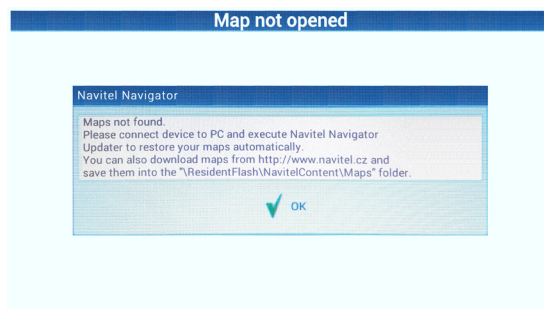 Map not opened
Navitel Navigator
Maps not found.
Please connect device to PC and execute Navitel Navigator
Updater to restore your maps automatically.
You can also download maps from http://www.navitel.cz and
save them into the "\ResidentFlash\NavitelContent\Maps" folder.
OK